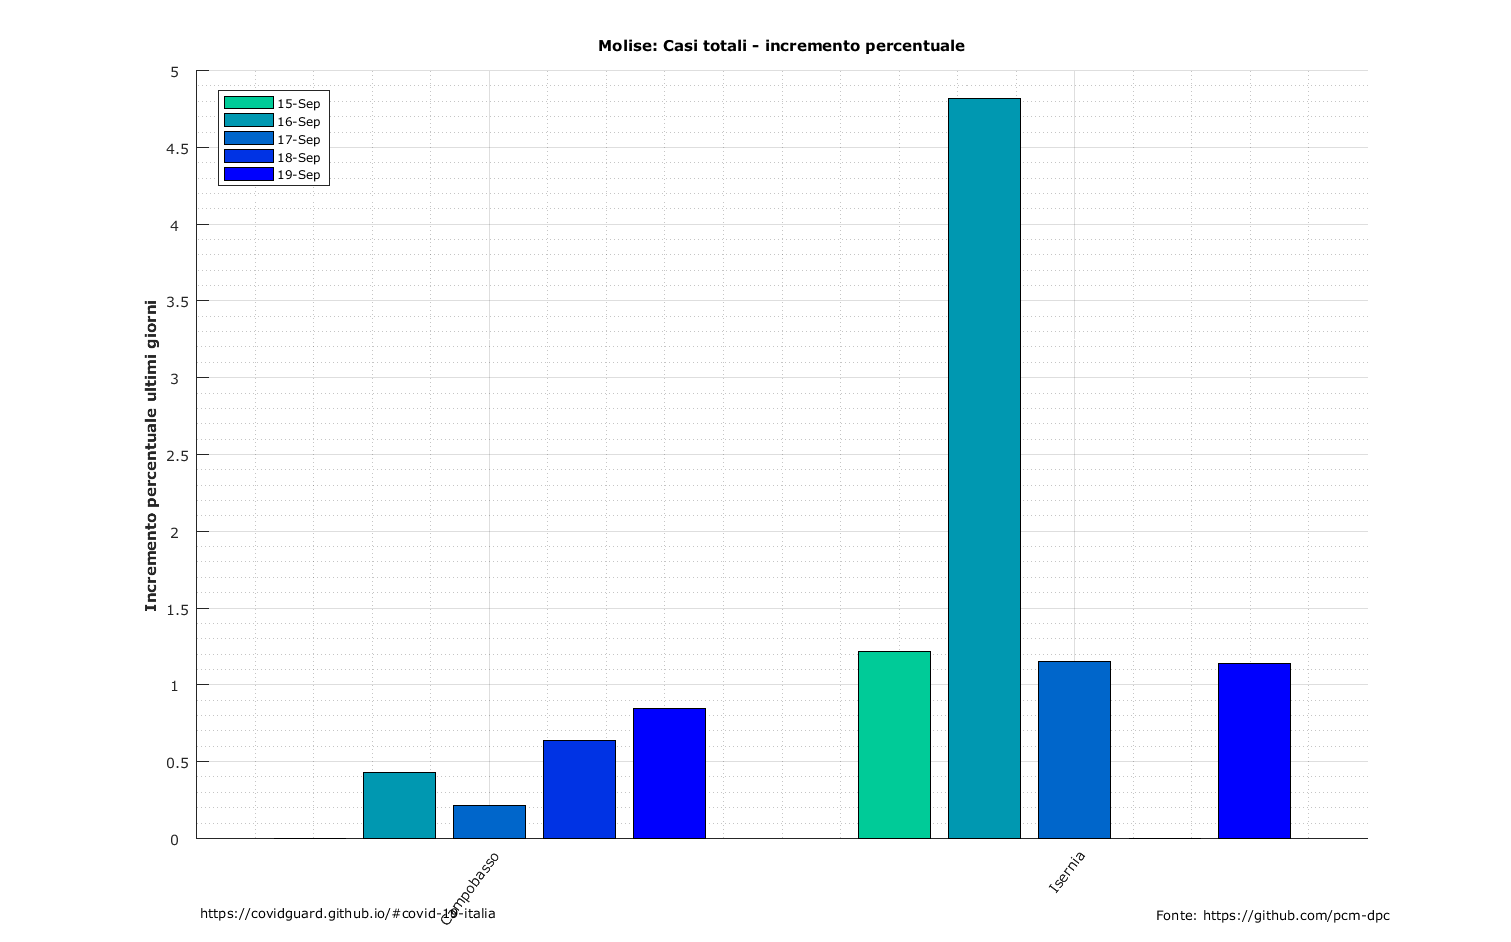 Molise: Casi totali - incremento percentuale
15-Sep
16-Sep
17-Sep
18-Sep
19-Sep
Incremento percentuale ultimi giorni
5
4.5
4
3.5
3
2.5
2
1.5
1
0.5
0
Campobasso
Isernia
https://covidguard.github.io/#covid-19-italia
Fonte: https://github.com/pcm-dpc